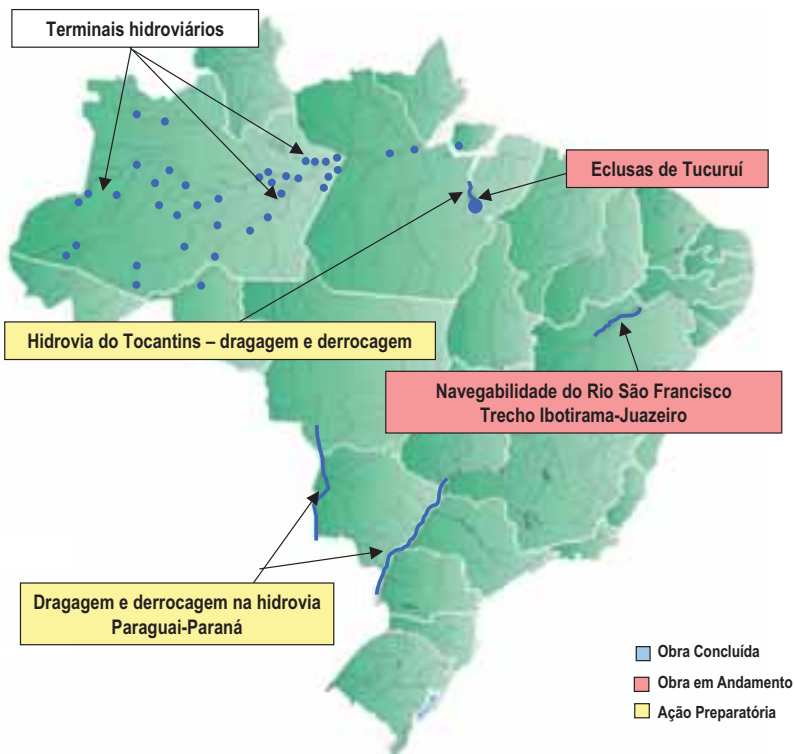 Terminais hidroviários
Eclusas de Tucuruí
Hidrovia do Tocantins – dragagem e derrocagem
Navegabilidade do Rio São Francisco
Trecho Ibotirama-Juazeiro
Dragagem e derrocagem na hidrovia
Paraguai-Paraná
Obra Concluída
Obra em Andamento
Ação Preparatória